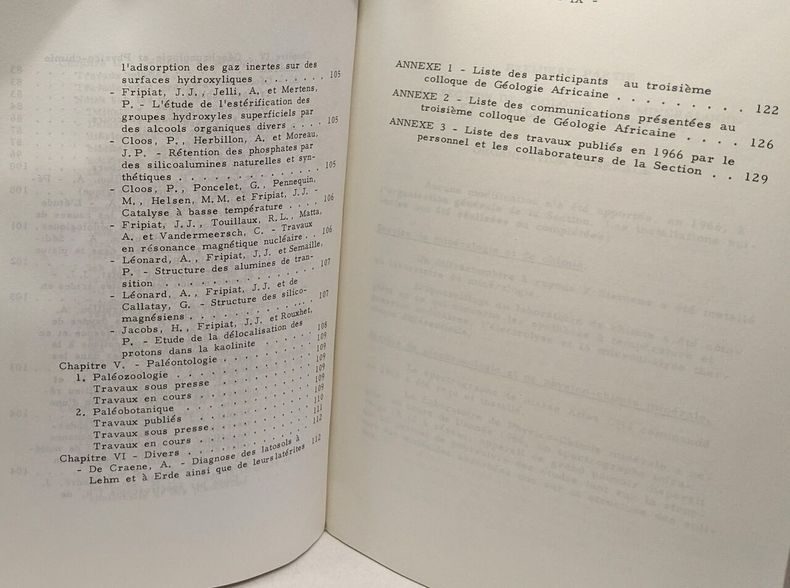 l'adsorption des gaz inertes sur des
surfaces hydroxyliques . . . . . . . 105
- Fripiat, J.J., Jelli, A. et Mertens,
P. - L'étude de l'estérification des
groupes hydroxyles superficiels par
des alcools organiques divers . . . . 105
- Cloos, P., Herbillon, A. et Moreau,
J.P. - Rétention des phosphates par
des silicoalumines naturelles et syn-
thétiques . . . . . . . . . . . . . 105
- Cloos, P., Poncelet, G., Pennequin,
M., Helsen, M.M. et Fripiat, J.J. -
Catalyse à basse température . . . . 106
- Fripiat, J.J., Touillaux, R.L., Matta,
A. et Vandermeersch, C. - Travaux
en résonance magnétique nucléaire . . 106
- Léonard, A., Fripiat, J.J. et Semaille,
P. - Structure des alumines de tran-
sition . . . . . . . . . . . . . . 107
- Léonard, A., Fripiat, J.J. et de
Callatay, G. - Structure des silico-
magnésiens . . . . . . . . . . . . 107
- Jacobs, H., Fripiat, J.J. et Rouxhet,
P. - Etude de la délocalisation des
protons dans la kaolinite . . . . . . 108
Chapitre V. - Paléontologie . . . . . . . . 109
1. Paléozoologie . . . . . . . . . . . 109
Travaux sous presse . . . . . . . . 109
Travaux en cours . . . . . . . . . 109
2. Paléobotanique . . . . . . . . . . 109
Travaux publiés . . . . . . . . . 110
Travaux sous presse . . . . . . . . 111
Travaux en cours . . . . . . . . . 112
Chapitre VI - Divers . . . . . . . . . . .
- De Craene, A. - Diagnose des latosols à
Lehm et à Erde ainsi que de leurs latérites 112
IX -
ANNEXE 1 - Liste des participants au troisième
colloque de Géologie Africaine . . . . . . . . . 122
ANNEXE 2 - Liste des communications présentées au
troisième colloque de Géologie Africaine . . . . 126
ANNEXE 3 - Liste des travaux publiés en 1966 par le
personnel et les collaborateurs de la Section . . 129